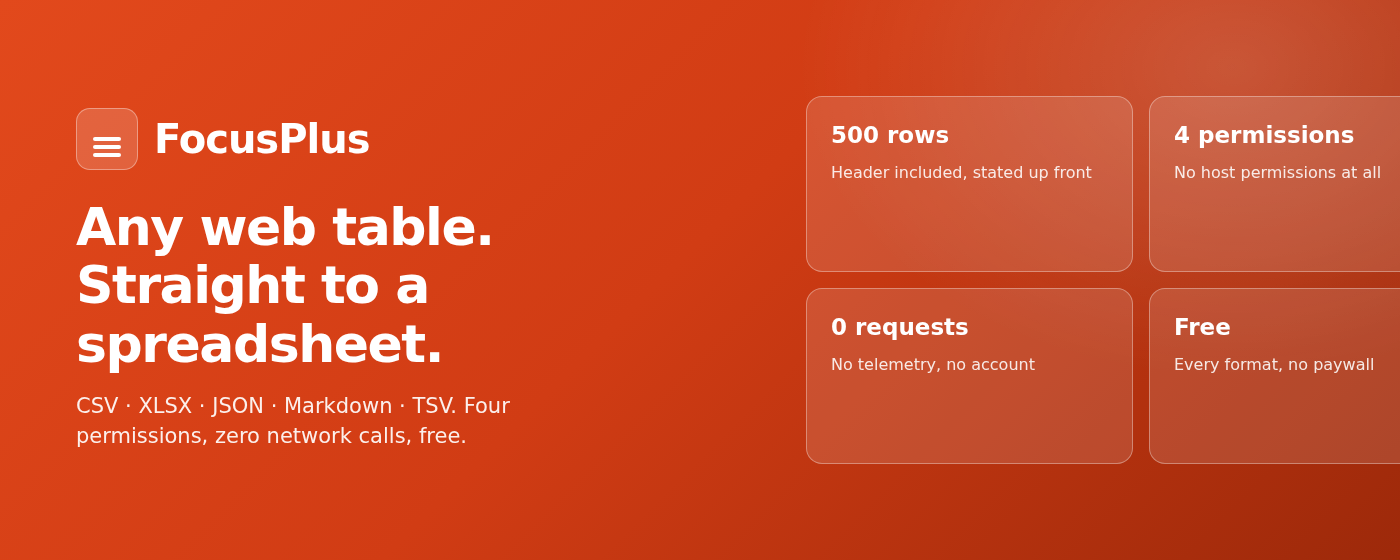 FocusPlus
Any web table.
Straight to a
spreadsheet.
CSV · XLSX · JSON · Markdown · TSV. Four
permissions, zero network calls, free.
500 rows
Header included, stated up front
4 permissions
No host permissions at all
0 requests
No telemetry, no account
Free
Every format, no paywall